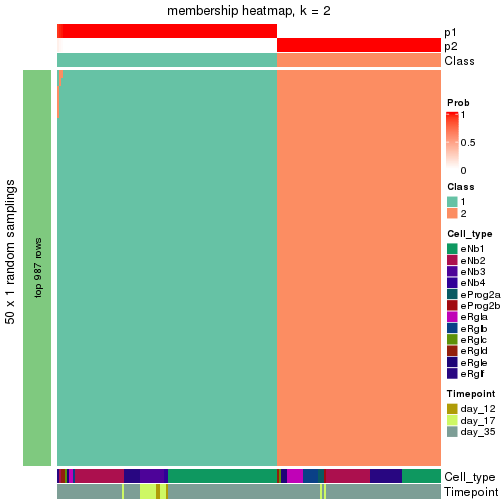 membership heatmap, k = 2
p1
p2
Class
50 x 1 random samplings
top 987 rows
Prob
1
0.5
0
Class
1
2
Cell_type
eNb1
eNb2
eNb3
eNb4
eProg2a
eProg2b
eRgla
eRglb
eRglc
eRgld
eRgle
eRglf
Timepoint
day_12
day_17
day_35
Cell_type
Timepoint